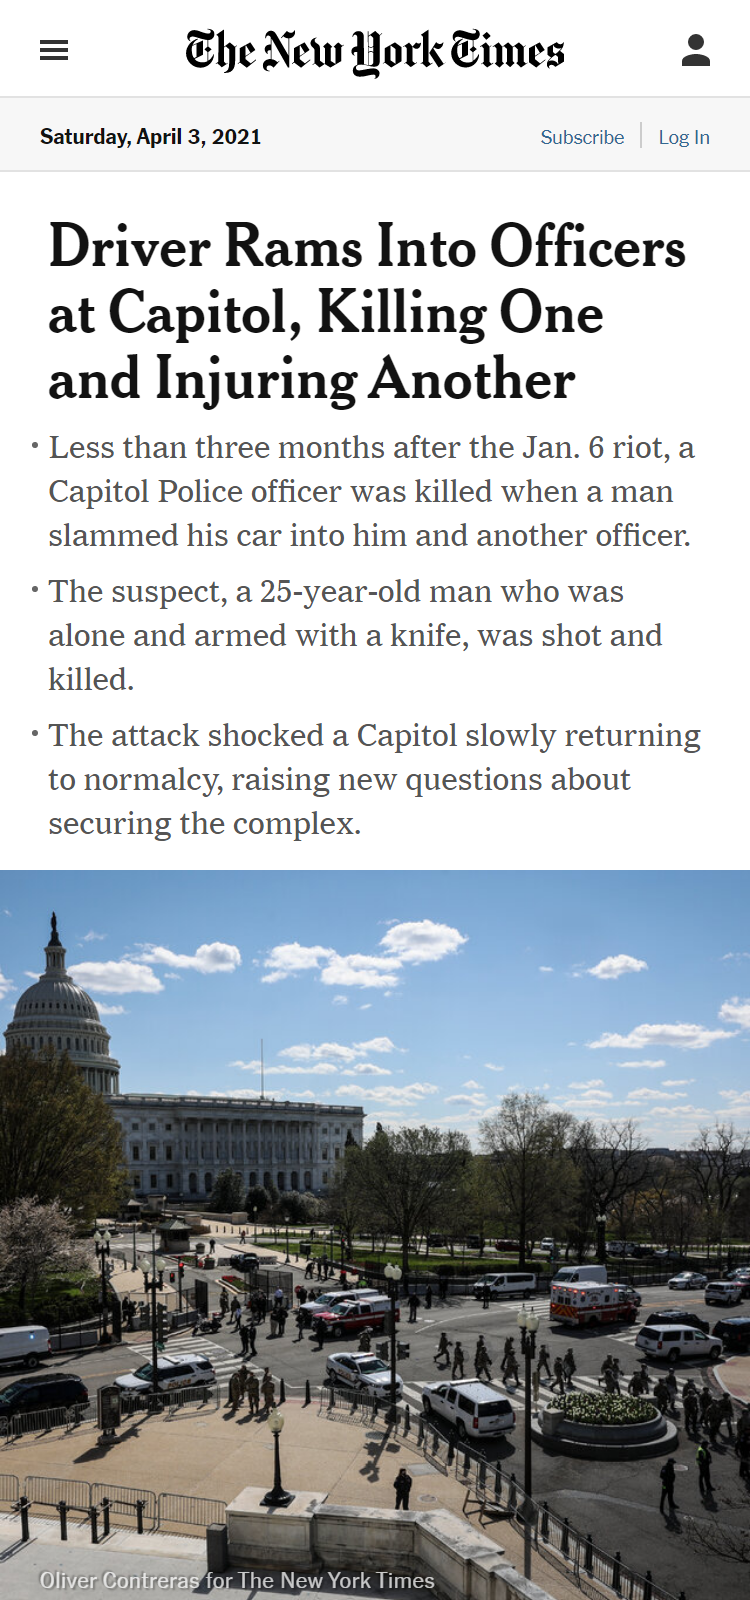 The New York Times
Saturday, April 3, 2021
Subscribe
Log In
Driver Rams Into Officers
at Capitol, Killing One
and Injuring Another
• Less than three months after the Jan. 6 riot, a
Capitol Police officer was killed when a man
slammed his car into him and another officer.
• The suspect, a 25-year-old man who was
alone and armed with a knife, was shot and
killed.
• The attack shocked a Capitol slowly returning
to normalcy, raising new questions about
securing the complex.
Oliver Contreras for The New York Times